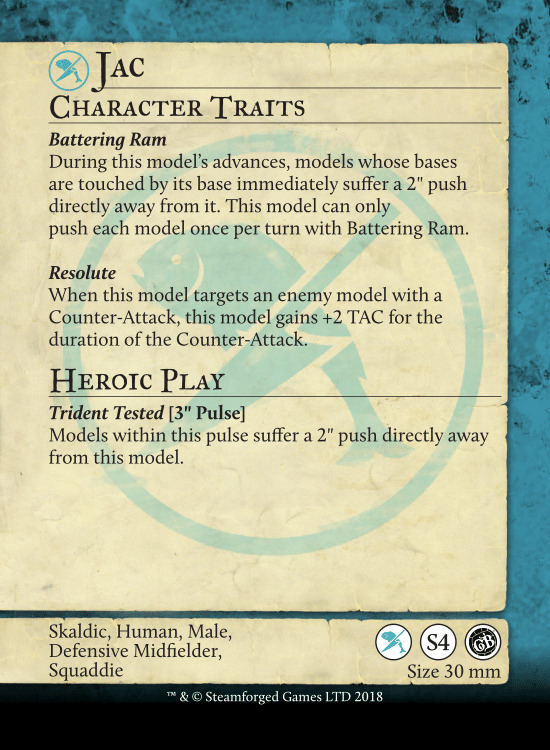 Jac
Character Traits
Battering Ram
During this model's advances, models whose bases
are touched by its base immediately suffer a 2" push
directly away from it. This model can only
push each model once per turn with Battering Ram.
Resolute
When this model targets an enemy model with a
Counter-Attack, this model gains +2 TAC for the
duration of the Counter-Attack.
Heroic Play
Trident Tested [3" Pulse]
Models within this pulse suffer a 2" push directly away
from this model.
Skaldic, Human, Male,
Defensive Midfielder,
Squaddie
S4
GB
Size 30 mm
™ & © Steamforged Games LTD 2018